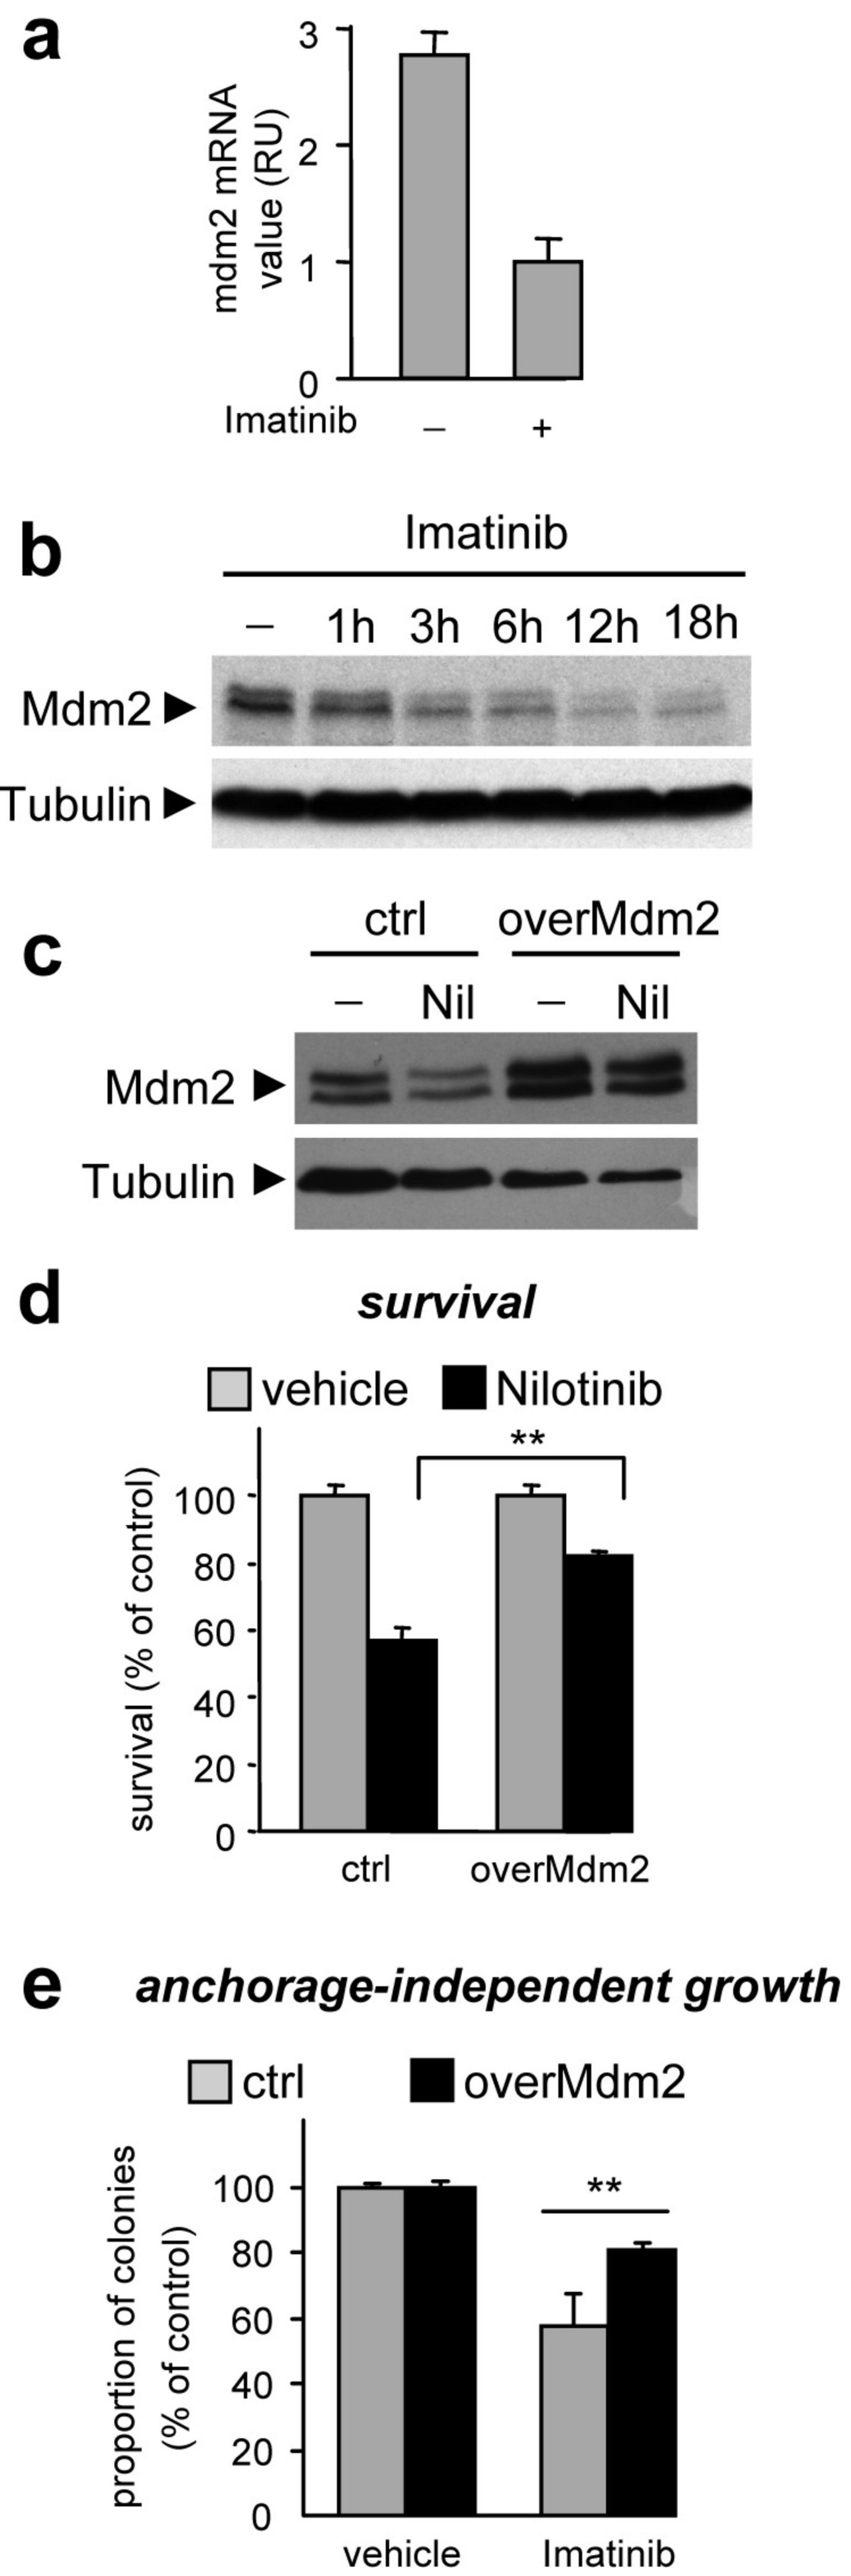 a
mdm2 mRNA
value (RU)
3
2
1
0
Imatinib – +
b
Imatinib
– 1h 3h 6h 12h 18h
Mdm2
Tubulin
c
ctrl overMdm2
– Nil – Nil
Mdm2
Tubulin
d survival
vehicle Nilotinib
**
survival (% of control)
100
80
60
40
20
0
ctrl overMdm2
e anchorage-independent growth
ctrl overMdm2
**
proportion of colonies
(% of control)
100
80
60
40
20
0
vehicle Imatinib